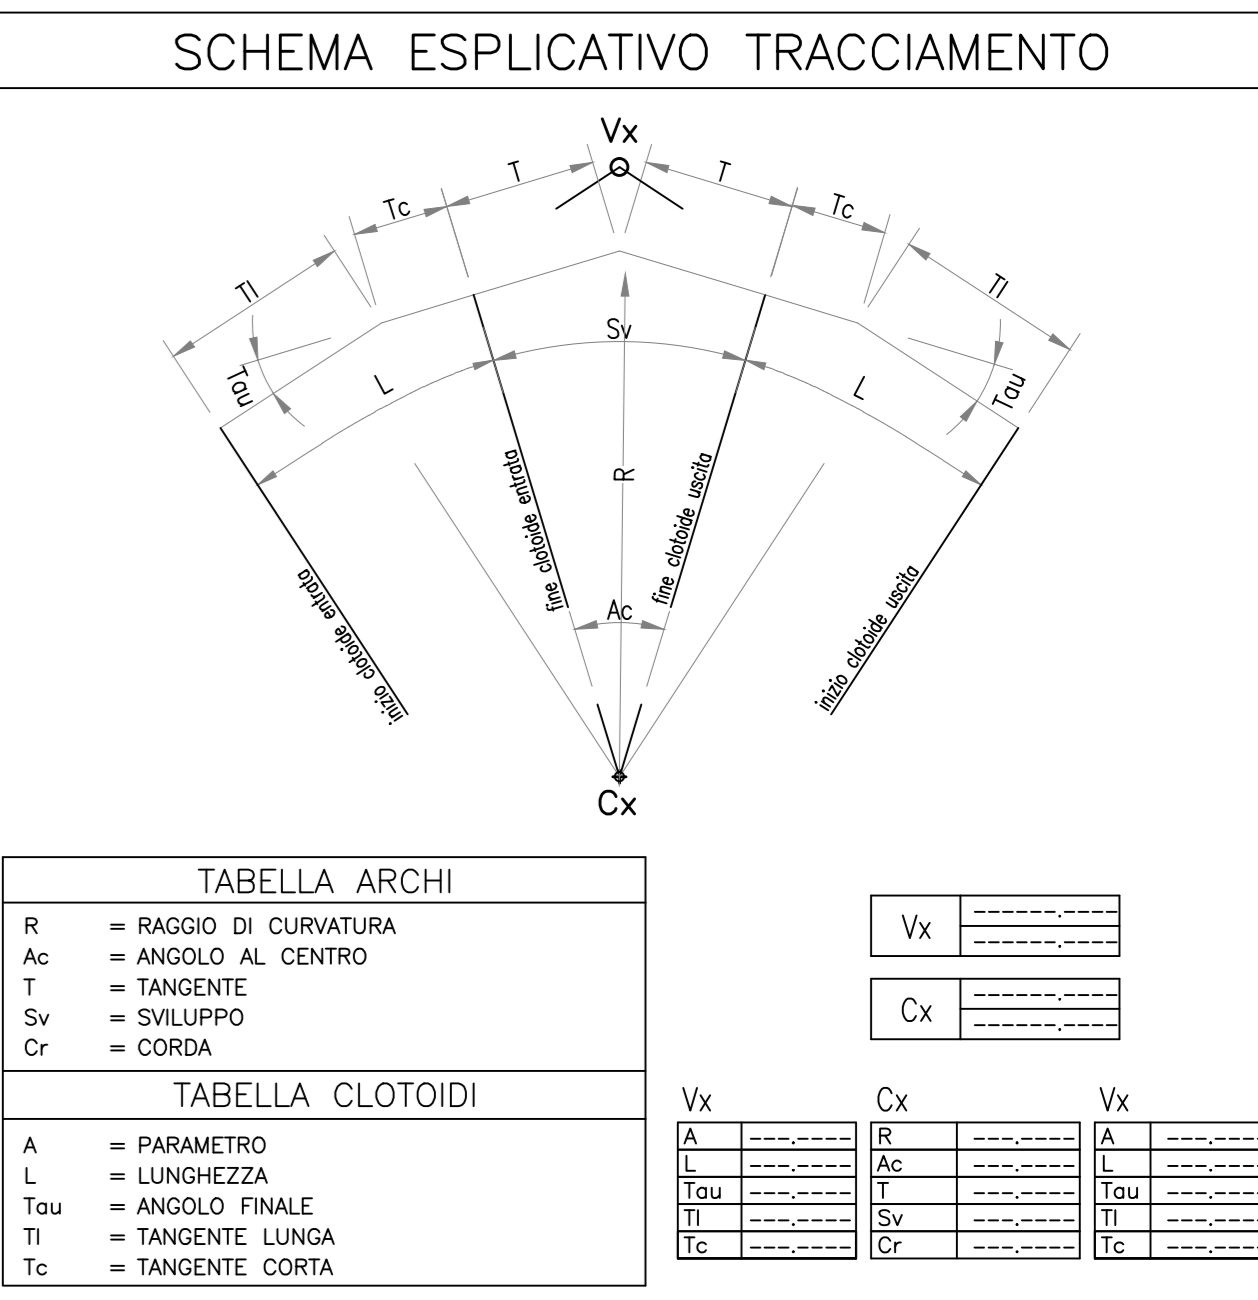 SCHEMA ESPLICATIVO TRACCIAMENTO
Vx
T
T
Tc
Tc
Tl
Tl
Sv
Tau
L
L
Tau
R
fine clotoide entrata
fine clotoide uscita
inizio clotoide entrata
inizio clotoide uscita
Ac
Cx
TABELLA ARCHI
R = RAGGIO DI CURVATURA
Ac = ANGOLO AL CENTRO
T = TANGENTE
Sv = SVILUPPO
Cr = CORDA
TABELLA CLOTOIDI
A = PARAMETRO
L = LUNGHEZZA
Tau = ANGOLO FINALE
Tl = TANGENTE LUNGA
Tc = TANGENTE CORTA
Vx ------.----
------.----
Cx ------.----
------.----
Vx
A ---.----
L ---.----
Tau ---.----
Tl ---.----
Tc ---.----
Cx
R ---.----
Ac ---.----
T ---.----
Sv ---.----
Cr ---.----
Vx
A ---.----
L ---.----
Tau ---.----
Tl ---.----
Tc ---.----